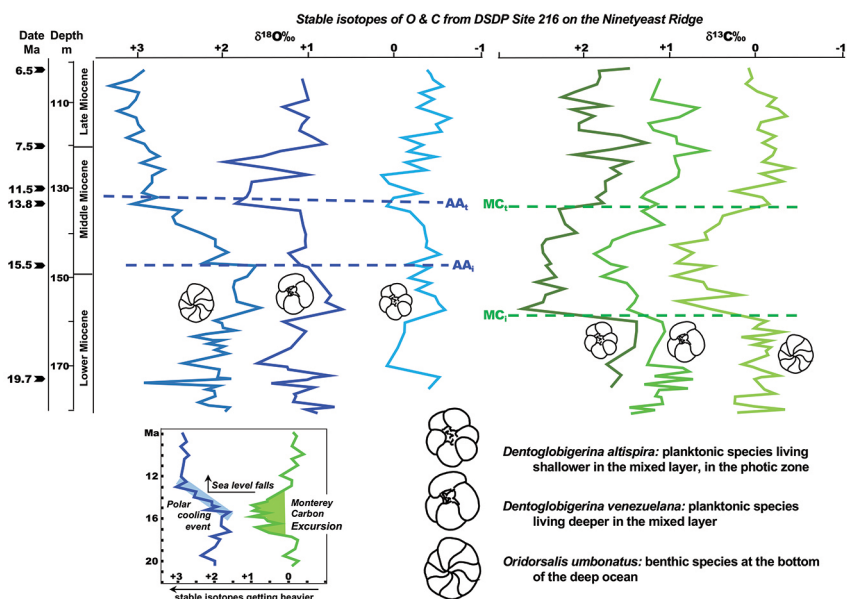 Stable isotopes of O & C from DSDP Site 216 on the Ninetyeast Ridge
Date Depth
Ma m
δ18O‰
δ13C‰
+3 +2 +1 0 -1
+2 +1 0 -1
6.5
7.5
11.5
13.8
15.5
19.7
110
130
150
170
Late Miocene
Middle Miocene
Lower Miocene
AAt
AAi
MCt
MCi
Ma
12
16
20
Sea level falls
Polar
cooling
event
Monterey
Carbon
Excursion
+3 +2 +1 0
stable isotopes getting heavier
Dentoglobigerina altispira: planktonic species living
shallower in the mixed layer, in the photic zone
Dentoglobigerina venezuelana: planktonic species
living deeper in the mixed layer
Oridorsalis umbonatus: benthic species at the bottom
of the deep ocean